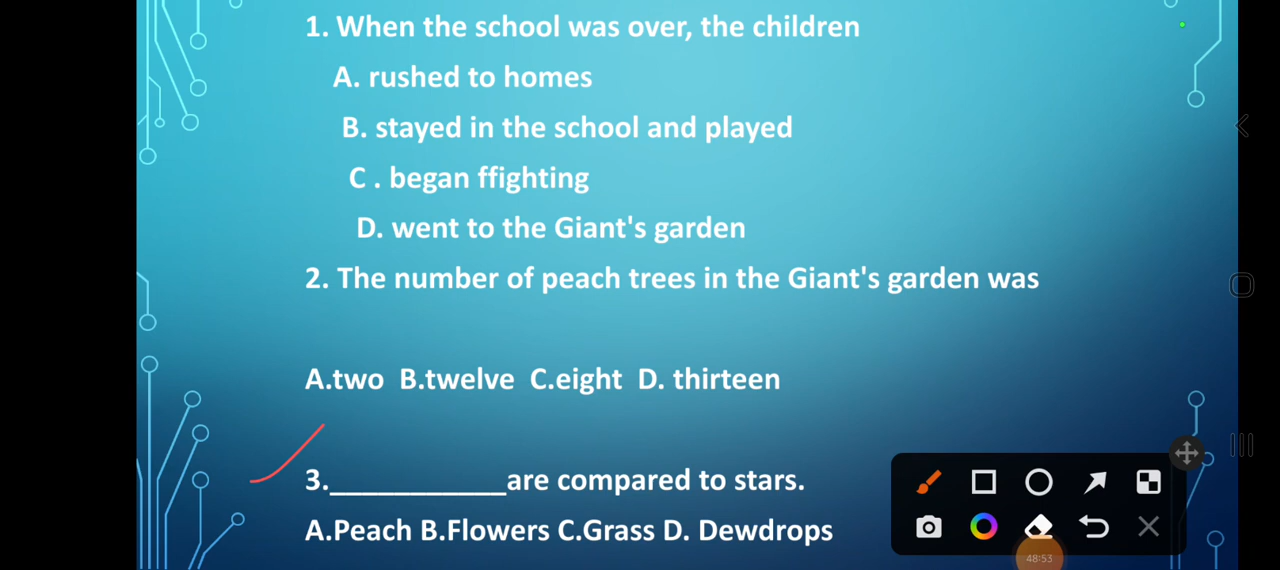 1. When the school was over, the children
A. rushed to homes
B. stayed in the school and played
C . began ffighting
D. went to the Giant's garden
2. The number of peach trees in the Giant's garden was
A.two B.twelve C.eight D. thirteen
3.___________are compared to stars.
A.Peach B.Flowers C.Grass D. Dewdrops
48:53